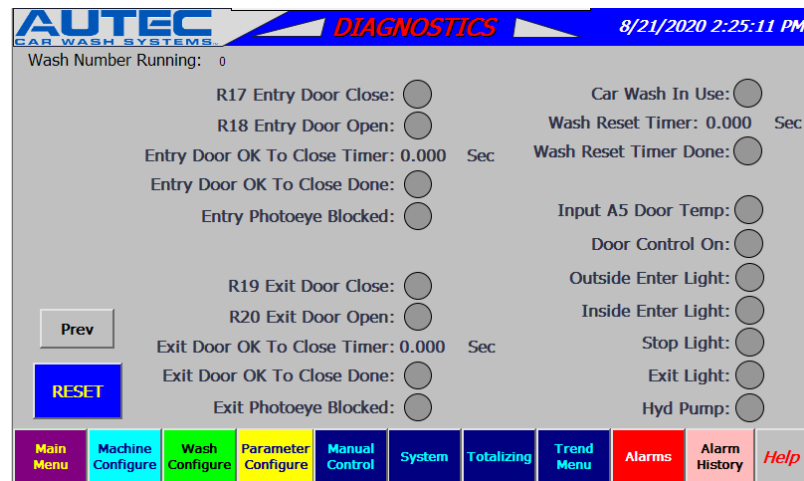 AUTEC
CAR WASH SYSTEMS
DIAGNOSTICS
8/21/2020 2:25:11 PM
Wash Number Running: 0
R17 Entry Door Close:
R18 Entry Door Open:
Entry Door OK To Close Timer: 0.000 Sec
Entry Door OK To Close Done:
Entry Photoeye Blocked:
R19 Exit Door Close:
R20 Exit Door Open:
Exit Door OK To Close Timer: 0.000 Sec
Exit Door OK To Close Done:
Exit Photoeye Blocked:
Car Wash In Use:
Wash Reset Timer: 0.000 Sec
Wash Reset Timer Done:
Input A5 Door Temp:
Door Control On:
Outside Enter Light:
Inside Enter Light:
Stop Light:
Exit Light:
Hyd Pump:
Prev
RESET
Main
Menu
Machine
Configure
Wash
Configure
Parameter
Configure
Manual
Control
System
Totalizing
Trend
Menu
Alarms
Alarm
History
Help